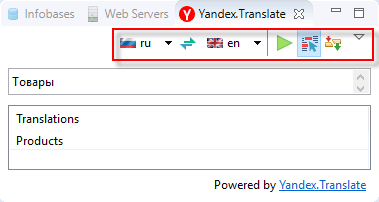 Infobases Web Servers Yandex.Translate
ru en
Товары
Translations
Products
Powered by Yandex.Translate